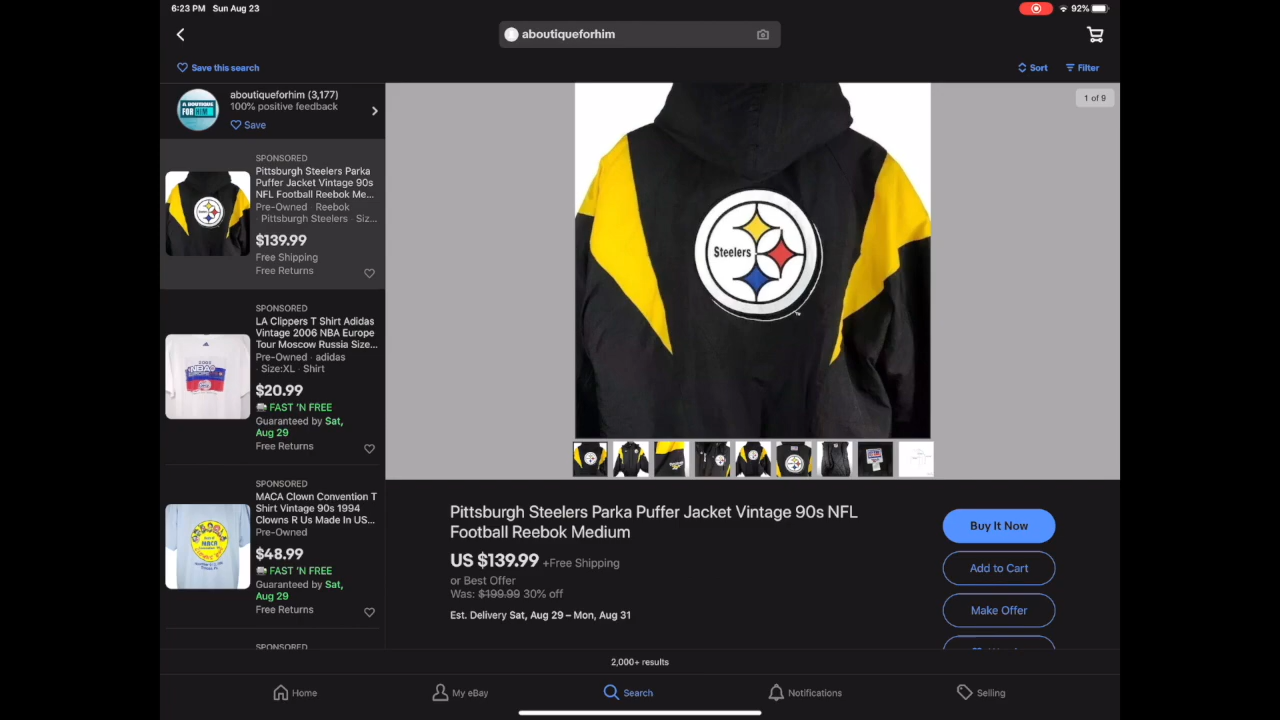 6:23 PM Sun Aug 23
92%
aboutiqueforhim
Save this search
Sort
Filter
A BOUTIQUE
FOR HIM
aboutiqueforhim (3,177)
100% positive feedback
Save
SPONSORED
Pittsburgh Steelers Parka
Puffer Jacket Vintage 90s
NFL Football Reebok Me...
Pre-Owned · Reebok
· Pittsburgh Steelers · Siz...
$139.99
Free Shipping
Free Returns
SPONSORED
LA Clippers T Shirt Adidas
Vintage 2006 NBA Europe
Tour Moscow Russia Size...
Pre-Owned · adidas
· Size:XL · Shirt
$20.99
FAST 'N FREE
Guaranteed by Sat,
Aug 29
Free Returns
SPONSORED
MACA Clown Convention T
Shirt Vintage 90s 1994
Clowns R Us Made In US...
Pre-Owned
$48.99
FAST 'N FREE
Guaranteed by Sat,
Aug 29
Free Returns
SPONSORED
1 of 9
Steelers
TM
Pittsburgh Steelers Parka Puffer Jacket Vintage 90s NFL
Football Reebok Medium
US $139.99 +Free Shipping
or Best Offer
Was: $199.99 30% off
Est. Delivery Sat, Aug 29 – Mon, Aug 31
Buy It Now
Add to Cart
Make Offer
2,000+ results
Home
My eBay
Search
Notifications
Selling